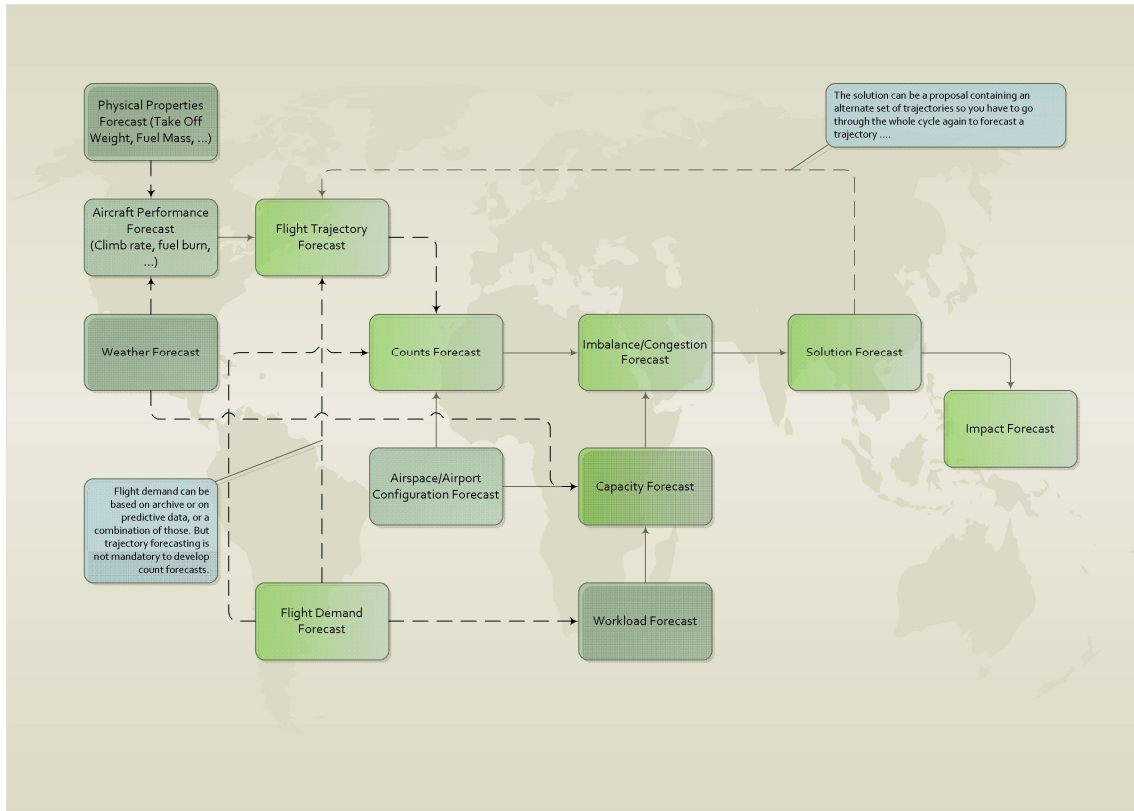 Physical Properties
Forecast (Take Off
Weight, Fuel Mass, ...)
The solution can be a proposal containing an
alternate set of trajectories so you have to go
through the whole cycle again to forecast a
trajectory ....
Aircraft Performance
Forecast
(Climb rate, fuel burn,
...)
Flight Trajectory
Forecast
Weather Forecast
Counts Forecast
Imbalance/Congestion
Forecast
Solution Forecast
Impact Forecast
Airspace/Airport
Configuration Forecast
Capacity Forecast
Flight demand can be
based on archive or on
predictive data, or a
combination of those. But
trajectory forecasting is
not mandatory to develop
count forecasts.
Flight Demand
Forecast
Workload Forecast